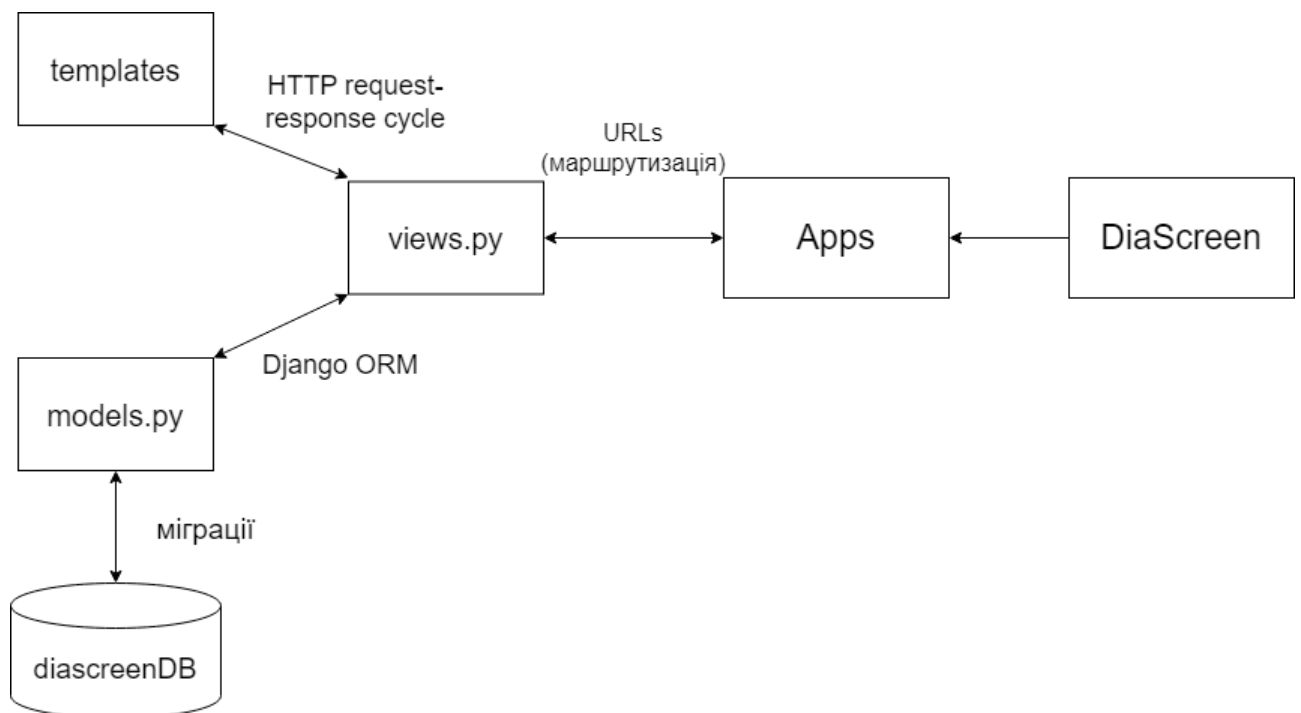 templates
HTTP request-
response cycle
URLs
(маршрутизація)
views.py
Apps
DiaScreen
Django ORM
models.py
міграції
diascreenDB